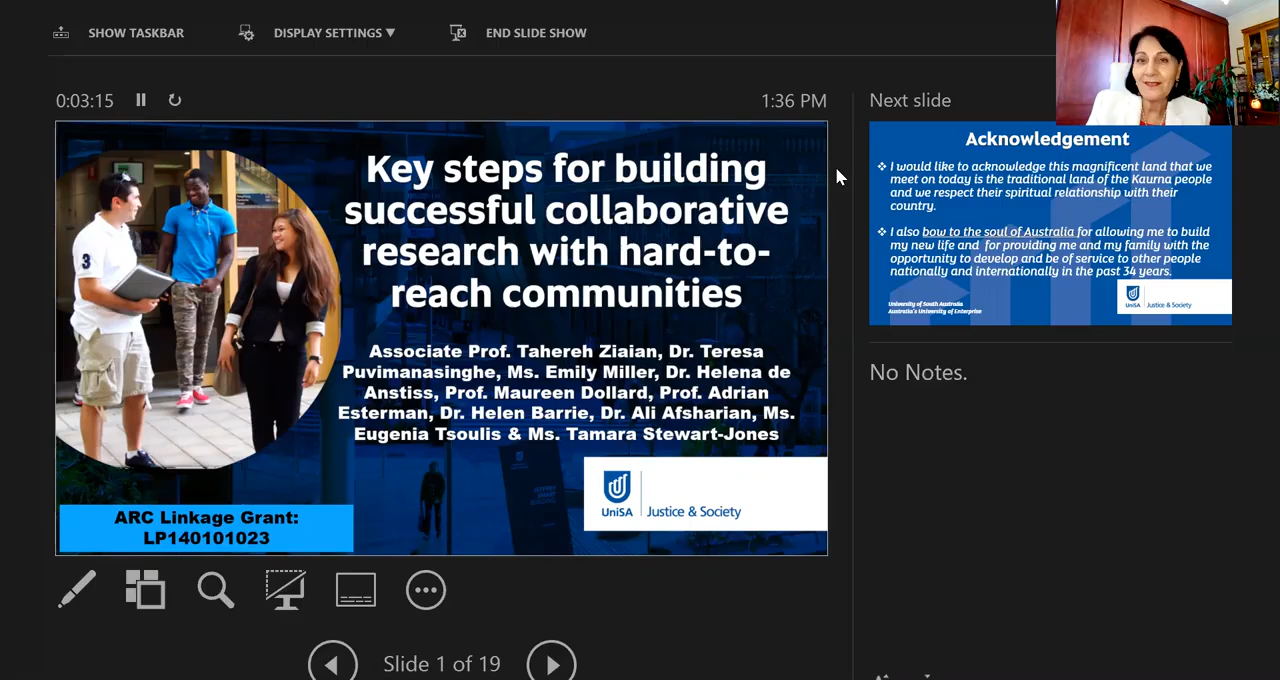 SHOW TASKBAR
DISPLAY SETTINGS ▼
END SLIDE SHOW
0:03:15
1:36 PM
Key steps for building
successful collaborative
research with hard-to-
reach communities
Associate Prof. Tahereh Ziaian, Dr. Teresa
Puvimanasinghe, Ms. Emily Miller, Dr. Helena de
Anstiss, Prof. Maureen Dollard, Prof. Adrian
Esterman, Dr. Helen Barrie, Dr. Ali Afsharian, Ms.
Eugenia Tsoulis & Ms. Tamara Stewart-Jones
3
UniSA
Justice & Society
ARC Linkage Grant:
LP140101023
Slide 1 of 19
Next slide
Acknowledgement
❖ I would like to acknowledge this magnificent land that we
meet on today is the traditional land of the Kaurna people
and we respect their spiritual relationship with their
country.
❖ I also bow to the soul of Australia for allowing me to build
my new life and for providing me and my family with the
opportunity to develop and be of service to other people
nationally and internationally in the past 34 years.
University of South Australia
Australia's University of Enterprise
UniSA
Justice & Society
No Notes.